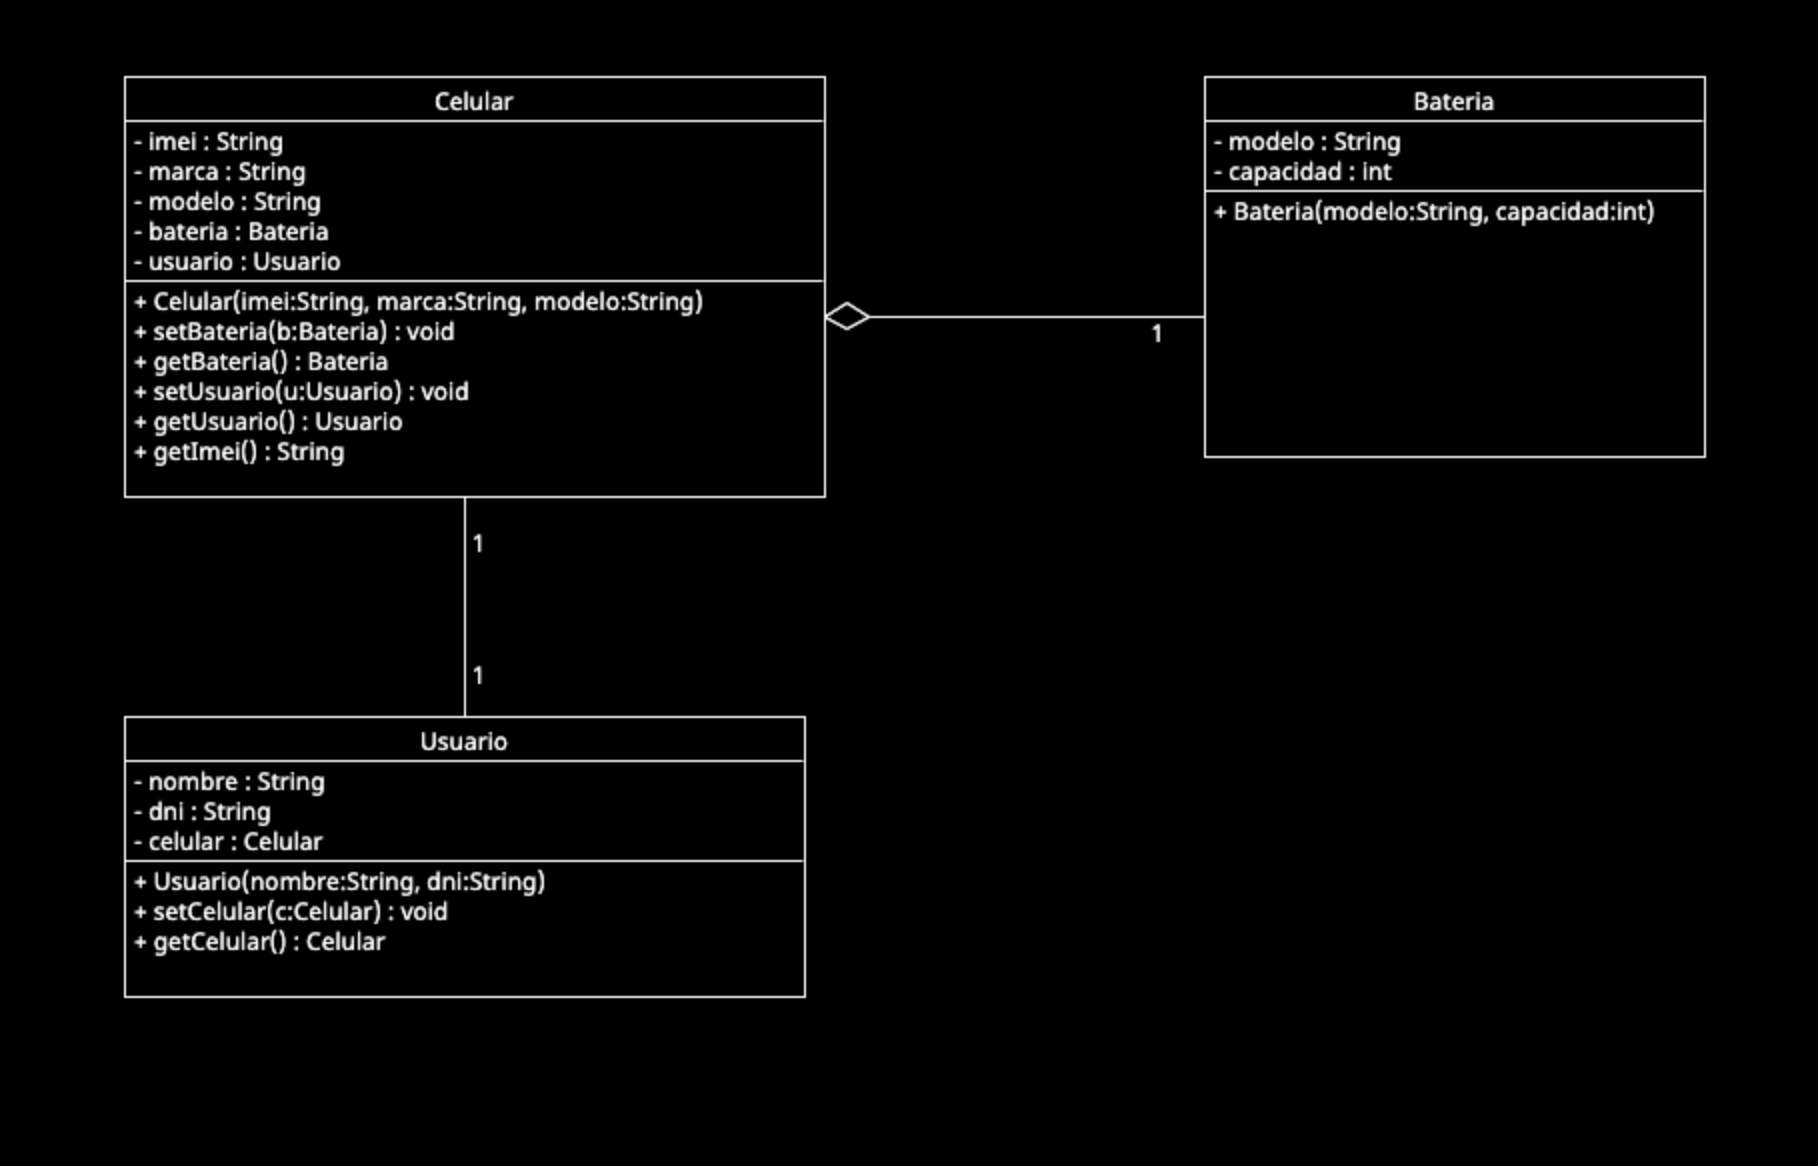 Celular
- imei : String
- marca : String
- modelo : String
- bateria : Bateria
- usuario : Usuario
+ Celular(imei:String, marca:String, modelo:String)
+ setBateria(b:Bateria) : void
+ getBateria() : Bateria
+ setUsuario(u:Usuario) : void
+ getUsuario() : Usuario
+ getImei() : String
Bateria
- modelo : String
- capacidad : int
+ Bateria(modelo:String, capacidad:int)
1
1
1
Usuario
- nombre : String
- dni : String
- celular : Celular
+ Usuario(nombre:String, dni:String)
+ setCelular(c:Celular) : void
+ getCelular() : Celular